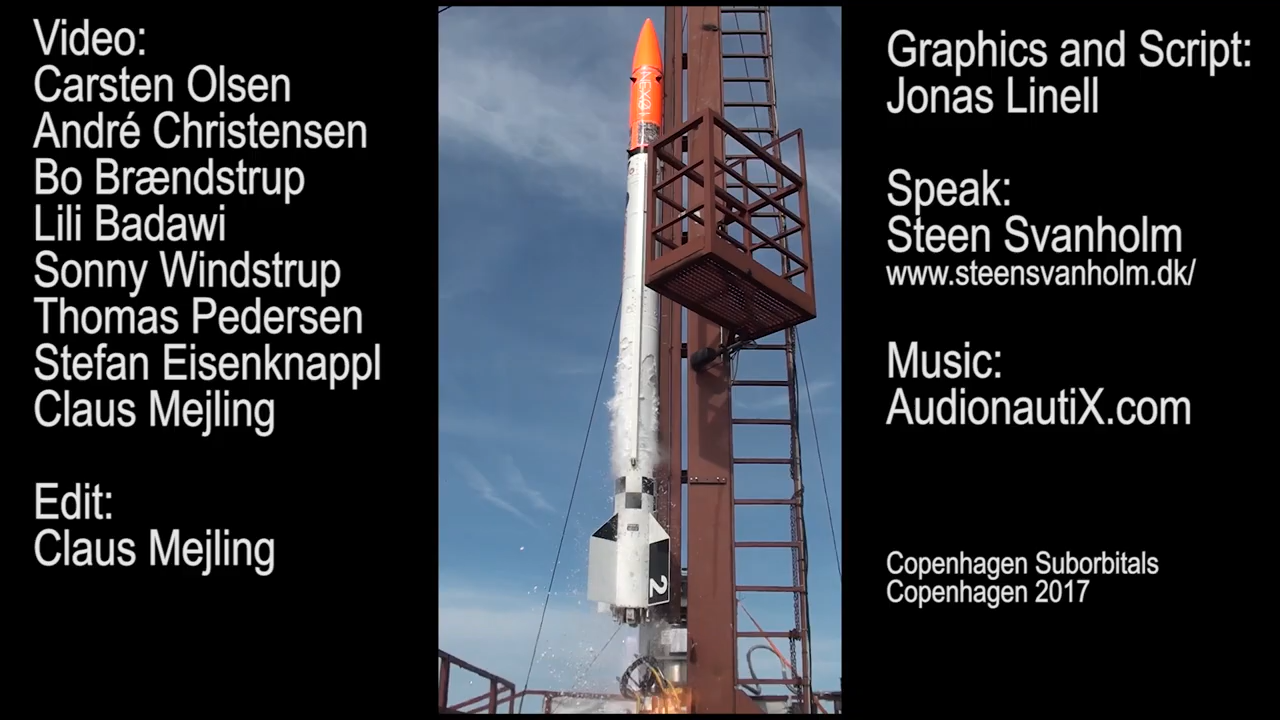 Video:
Carsten Olsen
André Christensen
Bo Brændstrup
Lili Badawi
Sonny Windstrup
Thomas Pedersen
Stefan Eisenknappl
Claus Mejling
Edit:
Claus Mejling
NEXØ
2
Graphics and Script:
Jonas Linell
Speak:
Steen Svanholm
www.steensvanholm.dk/
Music:
AudionautiX.com
Copenhagen Suborbitals
Copenhagen 2017